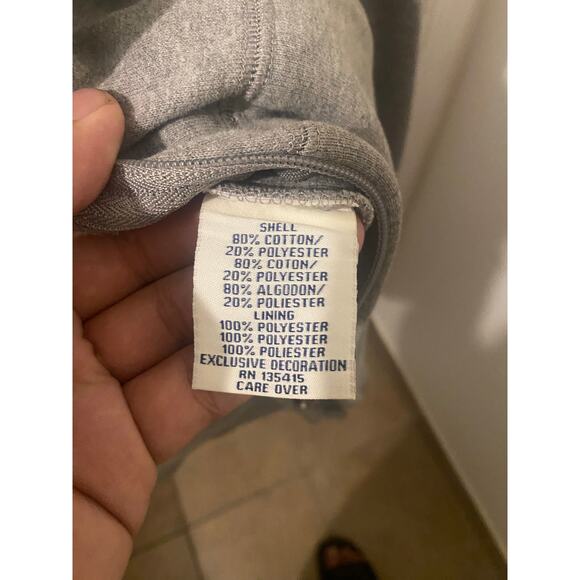 SHELL
80% COTTON/
20% POLYESTER
80% COTON/
20% POLYESTER
80% ALGODON/
20% POLIESTER
LINING
100% POLYESTER
100% POLYESTER
100% POLIESTER
EXCLUSIVE DECORATION
RN 135415
CARE OVER